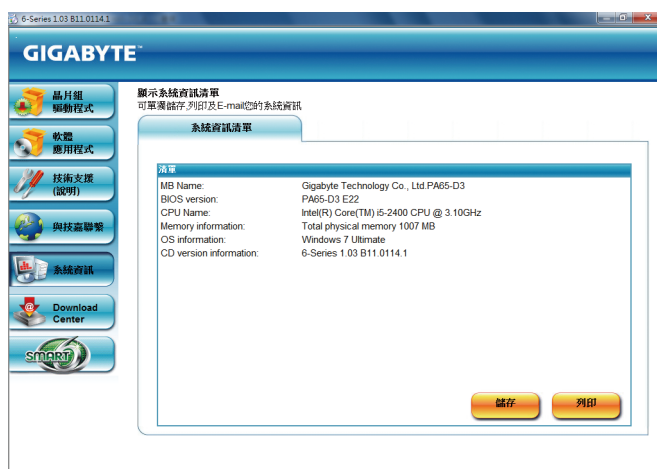 6-Series 1.03 B11.0114.1
GIGABYTE™
晶片組
驅動程式
軟體
應用程式
技術支援
(說明)
與技嘉聯繫
系統資訊
Download
Center
SMART 6
顯示系統資訊清單
可單獨儲存,列印及E-mail您的系統資訊
系統資訊清單
清單
MB Name: Gigabyte Technology Co., Ltd.PA65-D3
BIOS version: PA65-D3 E22
CPU Name: Intel(R) Core(TM) i5-2400 CPU @ 3.10GHz
Memory information: Total physical memory 1007 MB
OS information: Windows 7 Ultimate
CD version information: 6-Series 1.03 B11.0114.1
儲存 列印